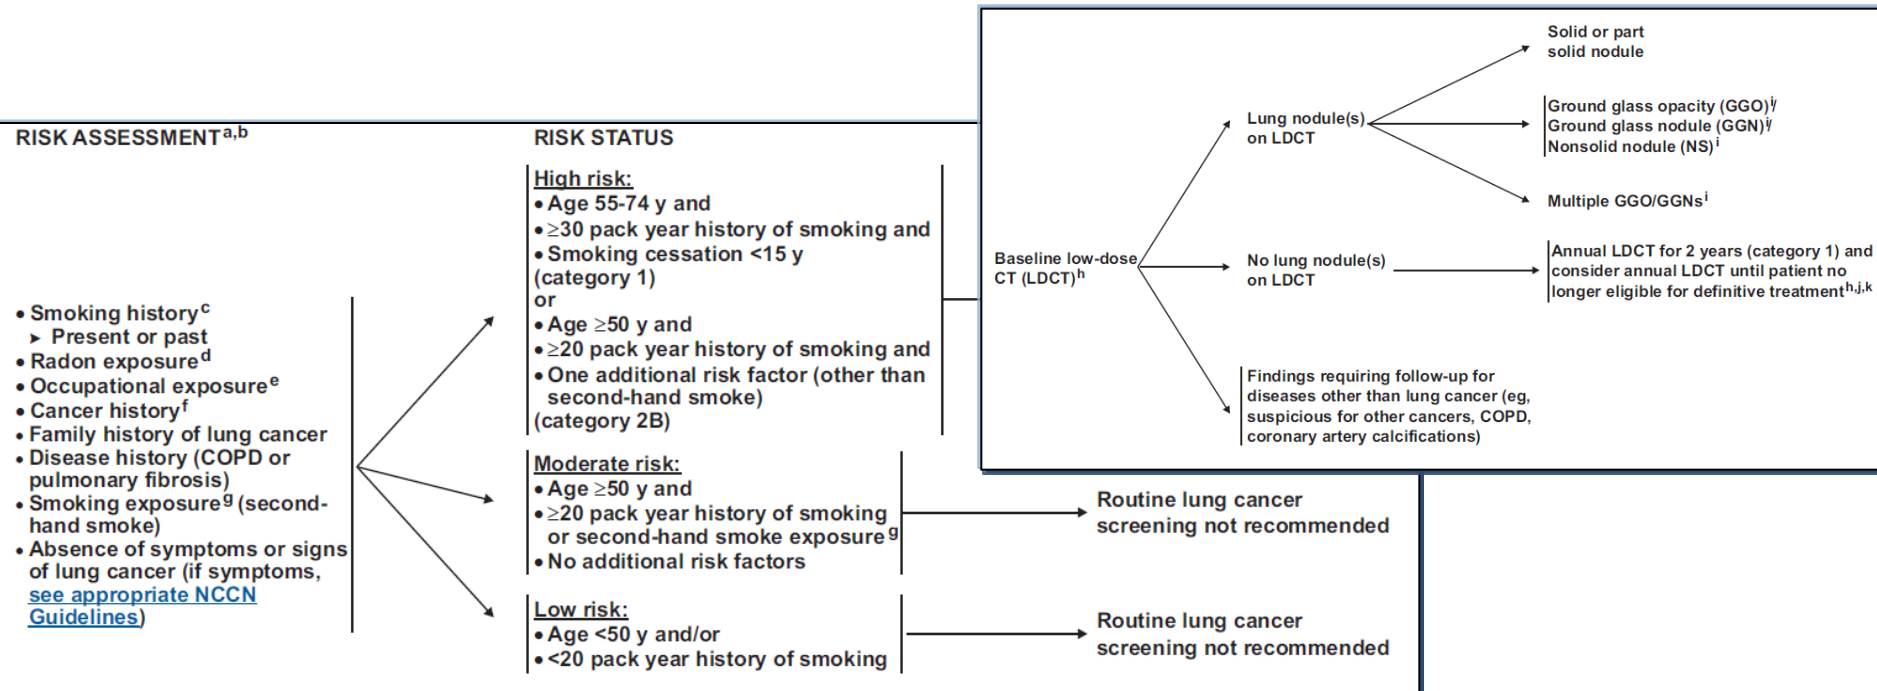 RISK ASSESSMENTa,b
• Smoking historyc
➤ Present or past
• Radon exposured
• Occupational exposuree
• Cancer historyf
• Family history of lung cancer
• Disease history (COPD or
pulmonary fibrosis)
• Smoking exposureg (second-
hand smoke)
• Absence of symptoms or signs
of lung cancer (if symptoms,
see appropriate NCCN
Guidelines)
RISK STATUS
High risk:
• Age 55-74 y and
• ≥30 pack year history of smoking and
• Smoking cessation <15 y
(category 1)
or
• Age ≥50 y and
• ≥20 pack year history of smoking and
• One additional risk factor (other than
second-hand smoke)
(category 2B)
Moderate risk:
• Age ≥50 y and
• ≥20 pack year history of smoking
or second-hand smoke exposureg
• No additional risk factors
Routine lung cancer
screening not recommended
Low risk:
• Age <50 y and/or
• <20 pack year history of smoking
Routine lung cancer
screening not recommended
Baseline low-dose
CT (LDCT)h
Lung nodule(s)
on LDCT
Solid or part
solid nodule
Ground glass opacity (GGO)i/
Ground glass nodule (GGN)i/
Nonsolid nodule (NS)i
Multiple GGO/GGNsi
No lung nodule(s)
on LDCT
Annual LDCT for 2 years (category 1) and
consider annual LDCT until patient no
longer eligible for definitive treatmenth,j,k
Findings requiring follow-up for
diseases other than lung cancer (eg,
suspicious for other cancers, COPD,
coronary artery calcifications)